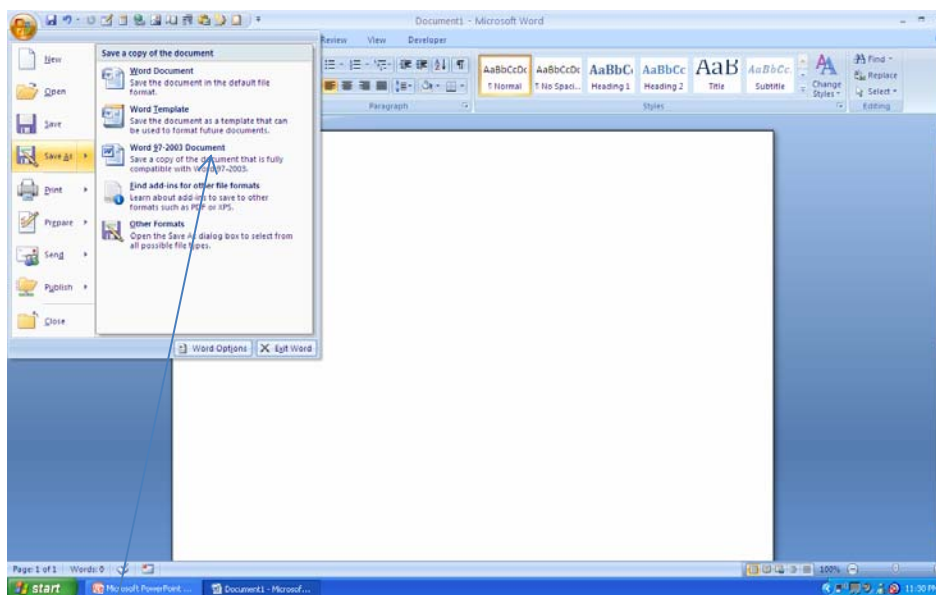 Document1 - Microsoft Word
Review View Developer
New
Open
Save
Save As
Print
Prepare
Send
Publish
Close
Save a copy of the document
Word Document
Save the document in the default file
format.
Word Template
Save the document as a template that can
be used to format future documents.
Word 97-2003 Document
Save a copy of the document that is fully
compatible with Word 97-2003.
Find add-ins for other file formats
Learn about add-ins to save to other
formats such as PDF or XPS.
Other Formats
Open the Save As dialog box to select from
all possible file types.
Word Options Exit Word
AaBbCcDc AaBbCcDc AaBbC AaBbCc AaB AaBbCc
¶ Normal ¶ No Spaci... Heading 1 Heading 2 Title Subtitle
Change
Styles
Find
Replace
Select
Paragraph Styles Editing
Page: 1 of 1 Words: 0 100%
start Microsoft PowerPoint ... Document1 - Microsof... 11:30 PM